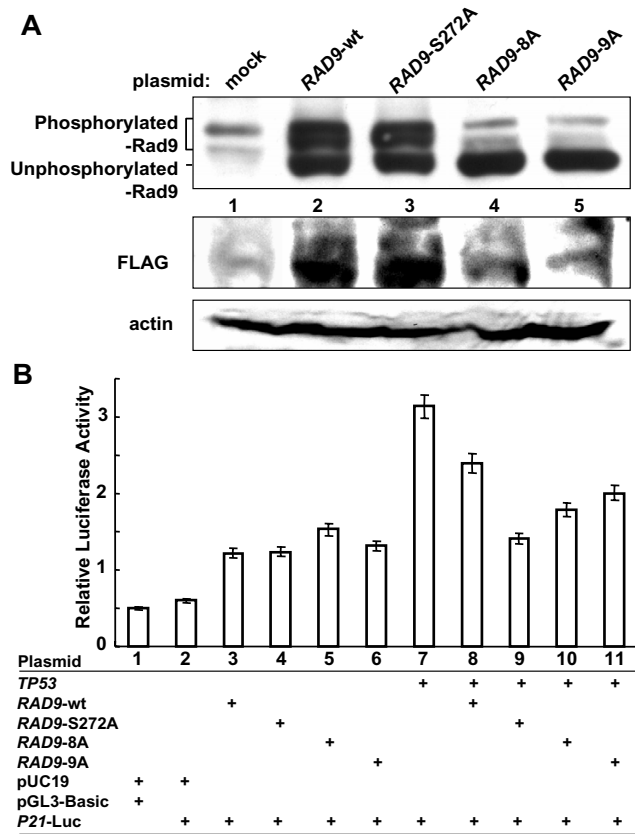 A
plasmid: mock RAD9-wt RAD9-S272A RAD9-8A RAD9-9A
Phosphorylated
-Rad9
Unphosphorylated
-Rad9
1 2 3 4 5
FLAG
actin
B
Relative Luciferase Activity
3
2
1
0
Plasmid 1 2 3 4 5 6 7 8 9 10 11
TP53 + + + + +
RAD9-wt + +
RAD9-S272A + +
RAD9-8A + +
RAD9-9A + +
pUC19 + +
pGL3-Basic +
P21-Luc + + + + + + + + + +